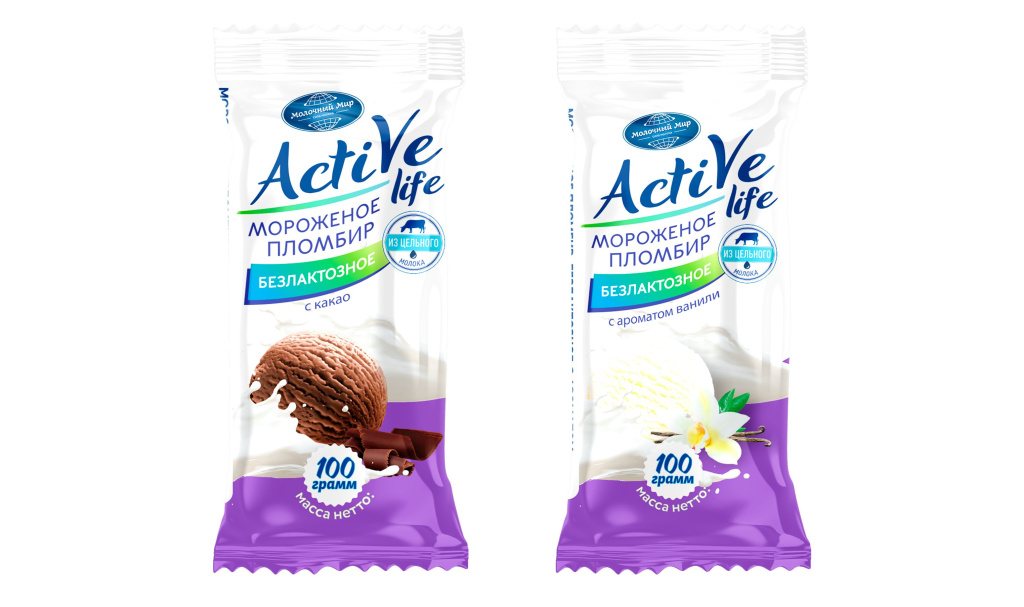 Молочный Мир
Active
life
МОРОЖЕНОЕ
ПЛОМБИР
ИЗ ЦЕЛЬНОГО
МОЛОКА
БЕЗЛАКТОЗНОЕ
с какао
100
грамм
масса нетто:
Молочный Мир
Active
life
МОРОЖЕНОЕ
ПЛОМБИР
ИЗ ЦЕЛЬНОГО
МОЛОКА
БЕЗЛАКТОЗНОЕ
с ароматом ванили
100
грамм
масса нетто: